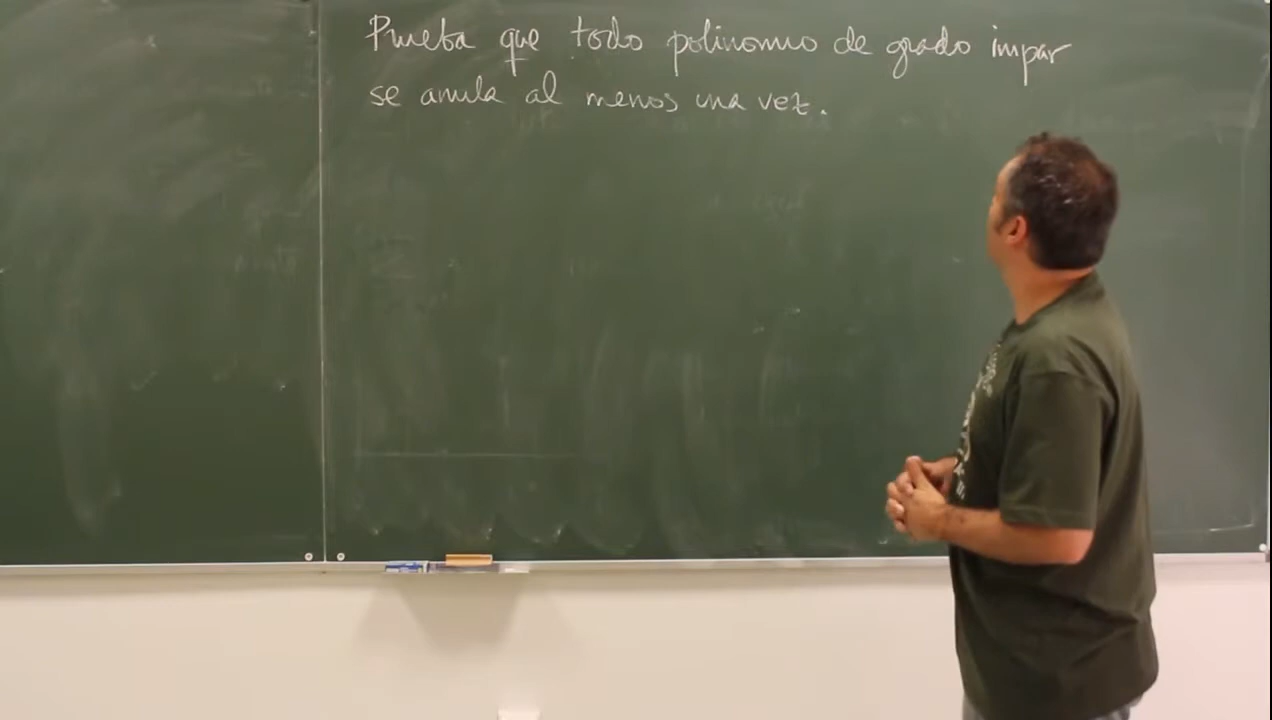 Prueba que todo polinomio de grado impar
se anula al menos una vez.